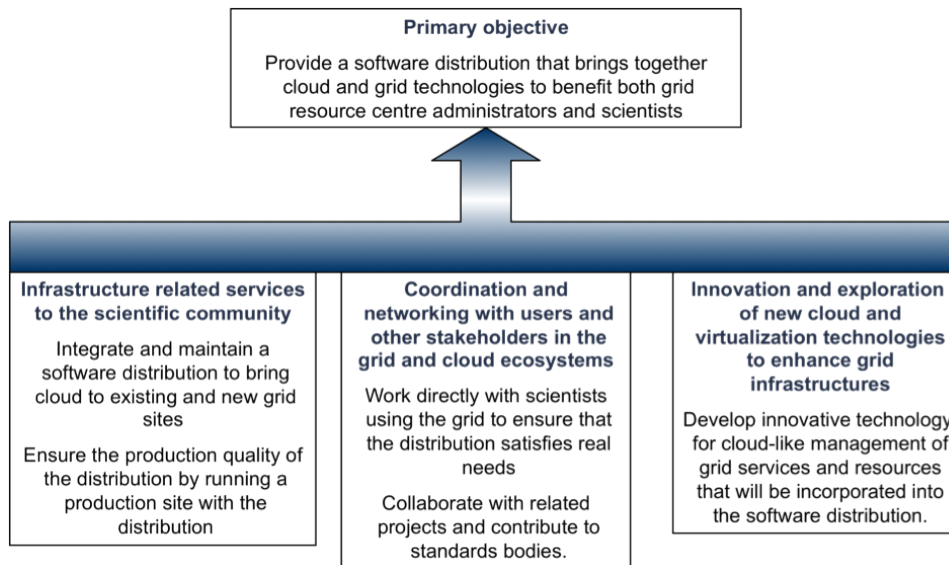 Primary objective
Provide a software distribution that brings together
cloud and grid technologies to benefit both grid
resource centre administrators and scientists
Infrastructure related services
to the scientific community
Integrate and maintain a
software distribution to bring
cloud to existing and new grid
sites
Ensure the production quality of
the distribution by running a
production site with the
distribution
Coordination and
networking with users and
other stakeholders in the
grid and cloud ecosystems
Work directly with scientists
using the grid to ensure that
the distribution satisfies real
needs
Collaborate with related
projects and contribute to
standards bodies.
Innovation and exploration
of new cloud and
virtualization technologies
to enhance grid
infrastructures
Develop innovative technology
for cloud-like management of
grid services and resources
that will be incorporated into
the software distribution.